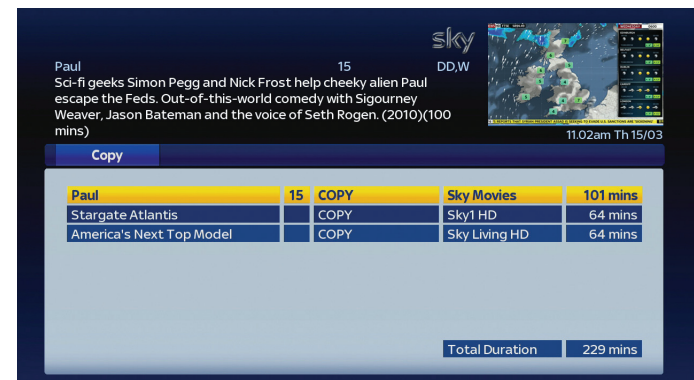 sky
Paul 15 DD,W
Sci-fi geeks Simon Pegg and Nick Frost help cheeky alien Paul
escape the Feds. Out-of-this-world comedy with Sigourney
Weaver, Jason Bateman and the voice of Seth Rogen. (2010)(100
mins)
11.02am Th 15/03
Copy
Paul 15 COPY Sky Movies 101 mins
Stargate Atlantis COPY Sky1 HD 64 mins
America's Next Top Model COPY Sky Living HD 64 mins
Total Duration 229 mins